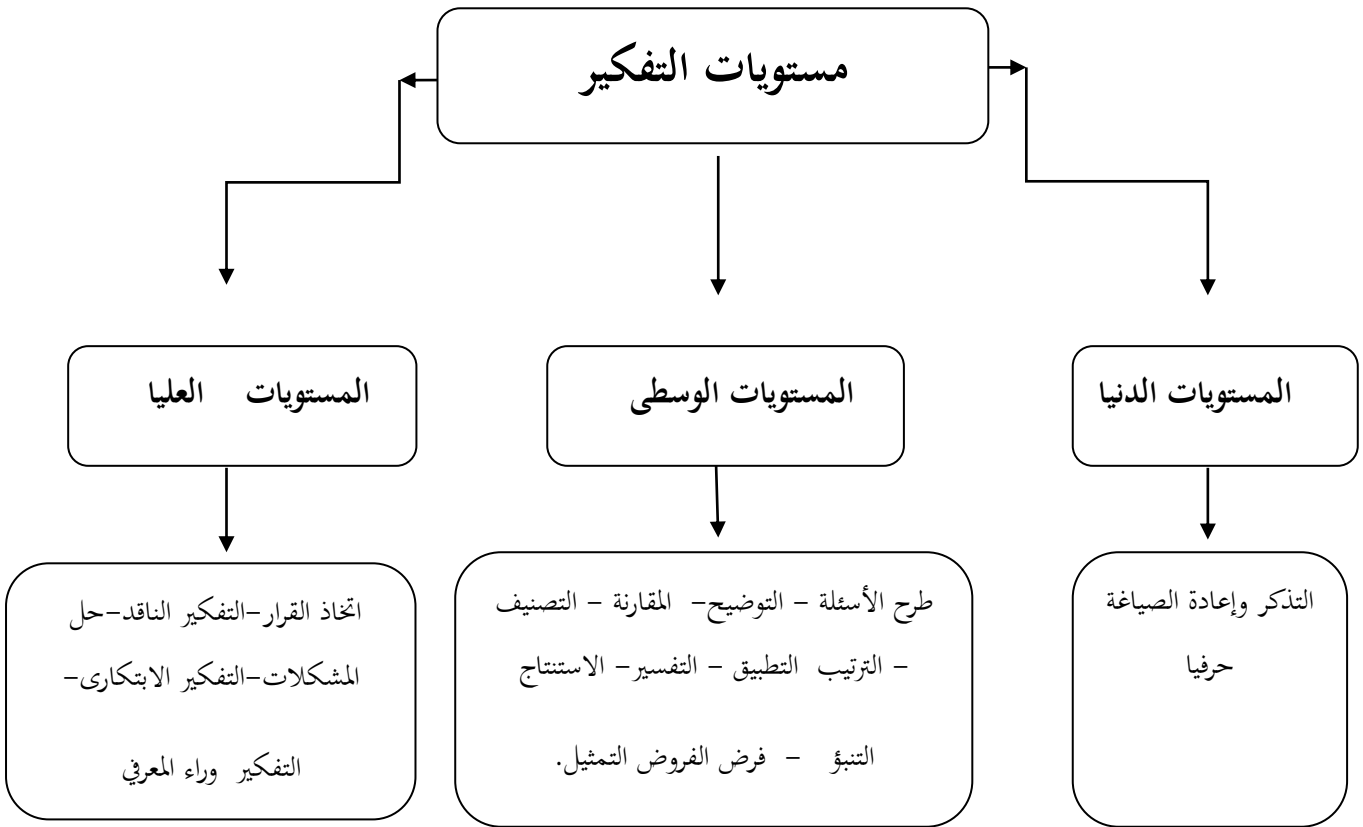 مستويات التفكير
المستويات الدنيا
المستويات الوسطى
المستويات العليا
التذكر وإعادة الصياغة
حرفيا
طرح الأسئلة – التوضيح– المقارنة – التصنيف
– الترتيب التطبيق – التفسير– الاستنتاج
التنبؤ – فرض الفروض التمثيل.
اتخاذ القرار–التفكير الناقد–حل
المشكلات–التفكير الابتكارى–
التفكير وراء المعرفي